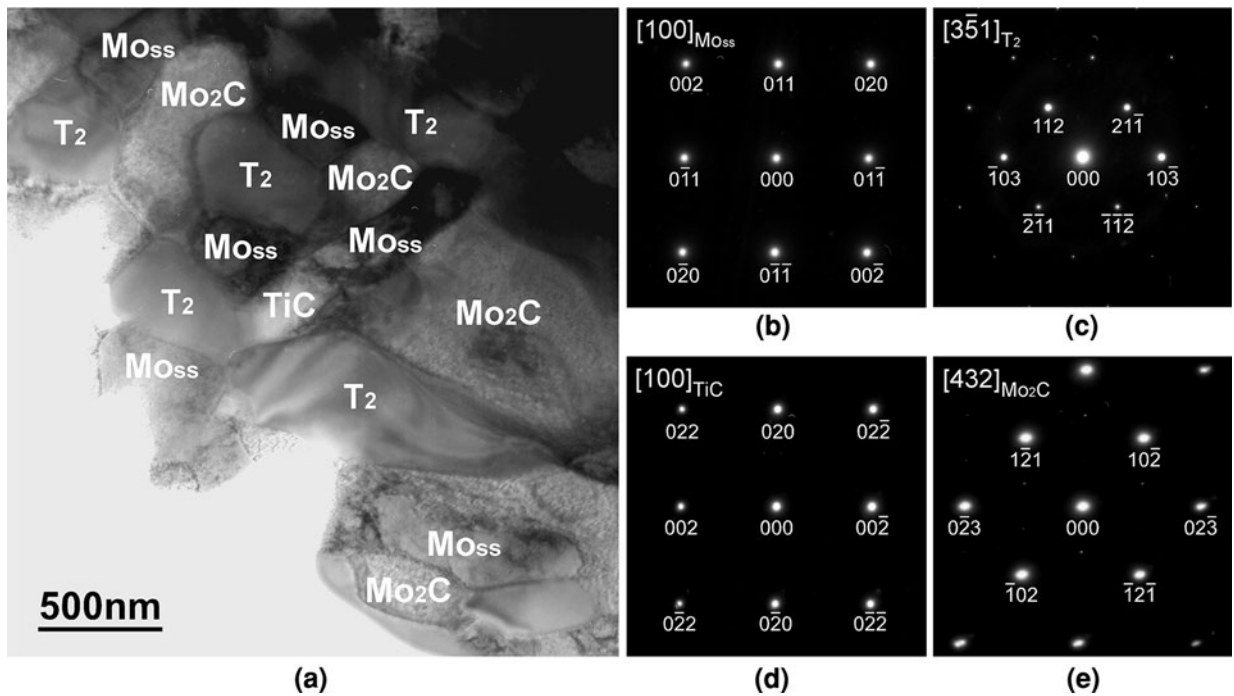 Moss
Mo₂C
T₂
Moss
T₂
T₂
Mo₂C
Moss
Moss
T₂
TiC
Mo₂C
Moss
T₂
Moss
Mo₂C
500nm
(a)
[100]Moss
002 011 020
01̅1 000 011̅
02̅0 01̅1̅ 002̅
(b)
[35̅1]T₂
112 211̅
1̅03 000 103̅
2̅1̅1 1̅1̅2̅
(c)
[100]TiC
022 020 022̅
002 000 002̅
02̅2 02̅0 02̅2̅
(d)
[432]Mo₂C
12̅1 102̅
02̅3 000 023̅
1̅02 1̅21̅
(e)